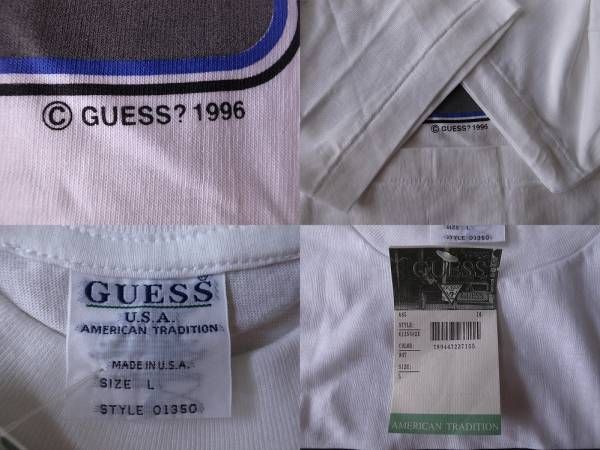 © GUESS? 1996
© GUESS? 1996
GUESS
U.S.A.
AMERICAN TRADITION
MADE IN U.S.A.
SIZE L
STYLE 01350
SIZE L
STYLE 01350
GUESS
STYLE:
COLOR:
SIZE:
L
AMERICAN TRADITION